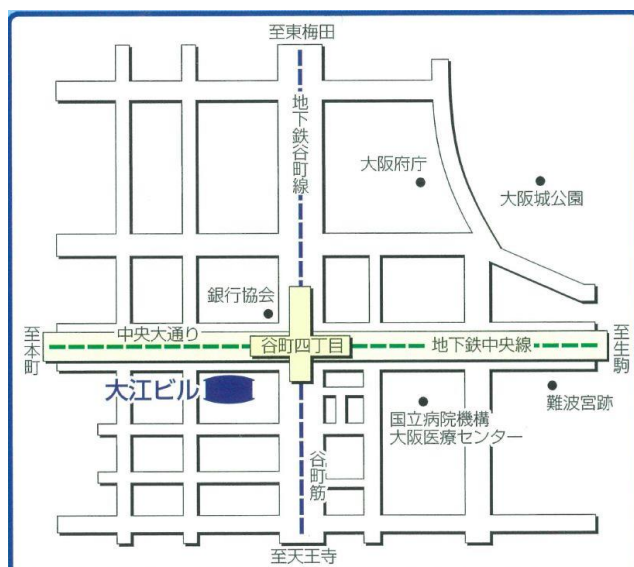 至東梅田
地下鉄谷町線
大阪府庁
大阪城公園
銀行協会
中央大通り
谷町四丁目
地下鉄中央線
至本町
至生駒
大江ビル
難波宮跡
国立病院機構
大阪医療センター
谷町筋
至天王寺